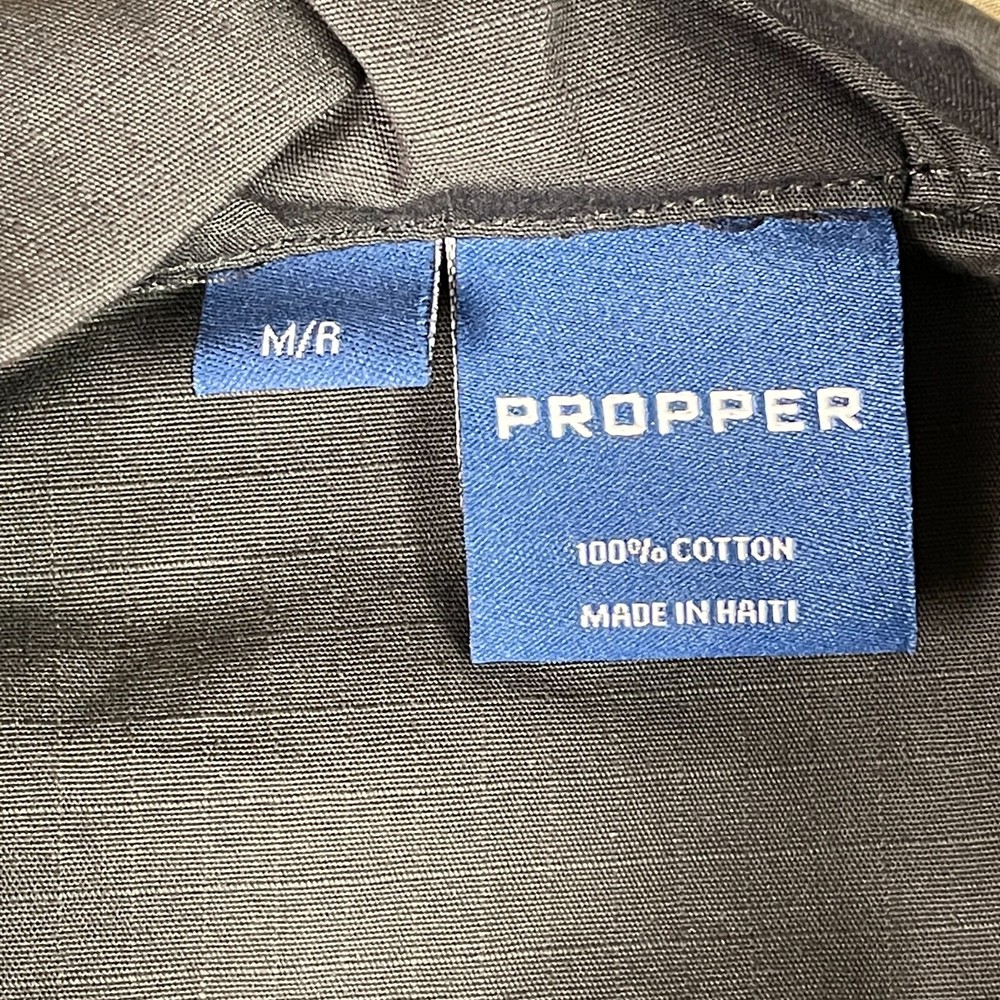 M/R
PROPPER
100% COTTON
MADE IN HAITI